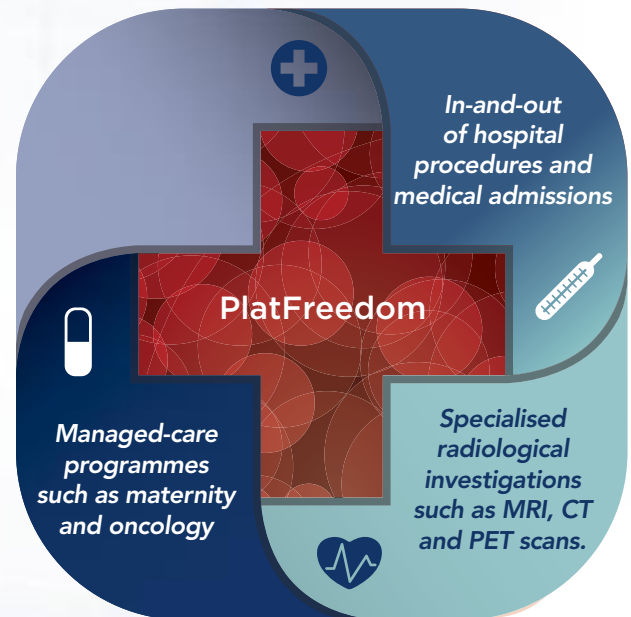 In-and-out
of hospital
procedures and
medical admissions
PlatFreedom
Managed-care
programmes
such as maternity
and oncology
Specialised
radiological
investigations
such as MRI, CT
and PET scans.